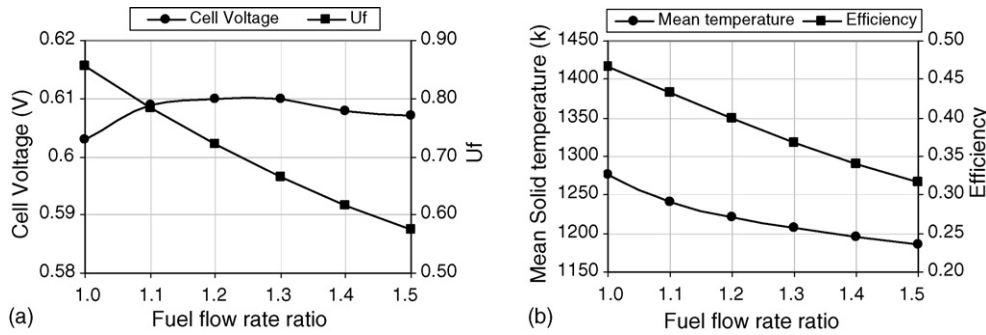 Cell Voltage Uf
0.62
0.61
0.6
0.59
0.58
Cell Voltage (V)
0.90
0.80
0.70
0.60
0.50
Uf
1.0 1.1 1.2 1.3 1.4 1.5
(a) Fuel flow rate ratio
Mean temperature Efficiency
1450
1400
1350
1300
1250
1200
1150
Mean Solid temperature (k)
0.50
0.45
0.40
0.35
0.30
0.25
0.20
Efficiency
1.0 1.1 1.2 1.3 1.4 1.5
(b) Fuel flow rate ratio